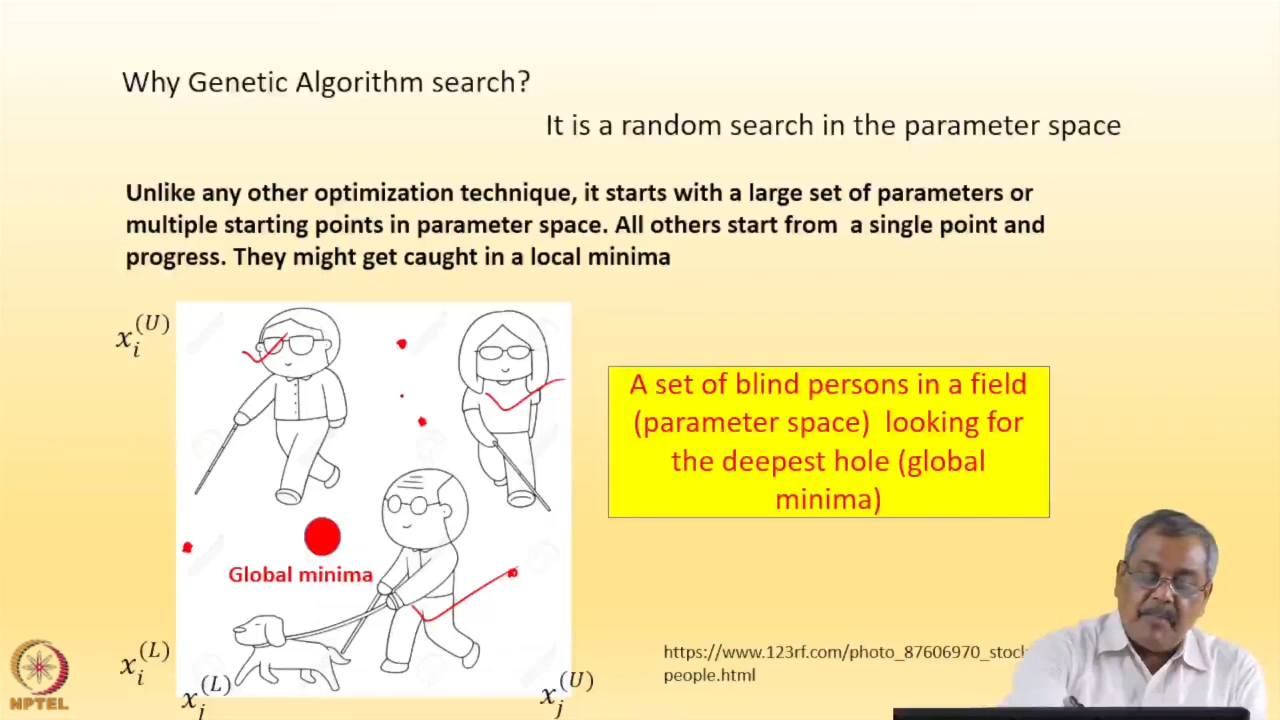 Why Genetic Algorithm search?
It is a random search in the parameter space
Unlike any other optimization technique, it starts with a large set of parameters or
multiple starting points in parameter space. All others start from a single point and
progress. They might get caught in a local minima
x_i^{(U)}
A set of blind persons in a field
(parameter space) looking for
the deepest hole (global
minima)
Global minima
x_i^{(L)}
x_j^{(L)}
x_j^{(U)}
https://www.123rf.com/photo_87606970_stock
people.html
NPTEL